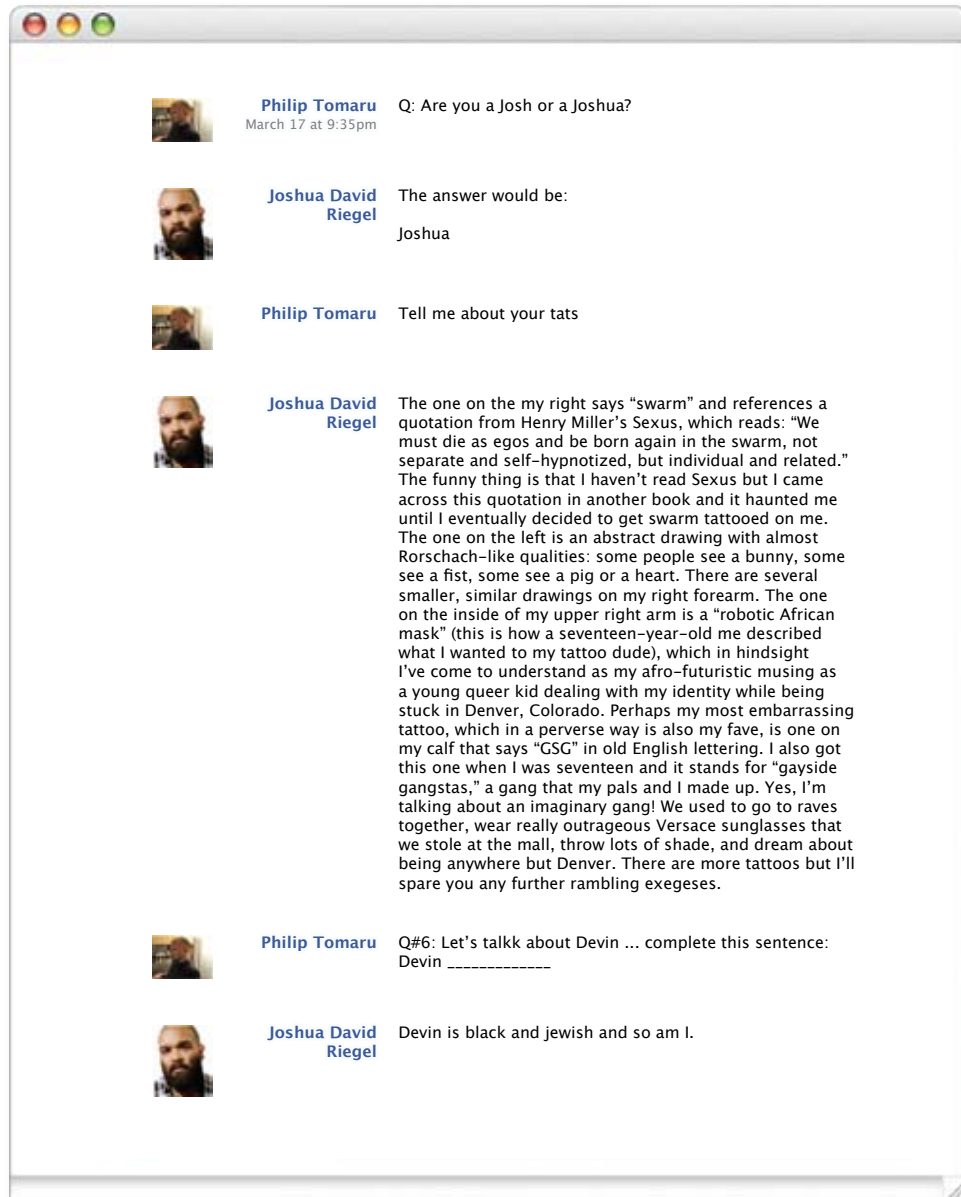 Philip Tomaru
March 17 at 9:35pm
Q: Are you a Josh or a Joshua?
Joshua David
Riegel
The answer would be:
Joshua
Philip Tomaru
Tell me about your tats
Joshua David
Riegel
The one on the my right says “swarm” and references a
quotation from Henry Miller’s Sexus, which reads: “We
must die as egos and be born again in the swarm, not
separate and self-hypnotized, but individual and related.”
The funny thing is that I haven’t read Sexus but I came
across this quotation in another book and it haunted me
until I eventually decided to get swarm tattooed on me.
The one on the left is an abstract drawing with almost
Rorschach-like qualities: some people see a bunny, some
see a fist, some see a pig or a heart. There are several
smaller, similar drawings on my right forearm. The one
on the inside of my upper right arm is a “robotic African
mask” (this is how a seventeen-year-old me described
what I wanted to my tattoo dude), which in hindsight
I’ve come to understand as my afro-futuristic musing as
a young queer kid dealing with my identity while being
stuck in Denver, Colorado. Perhaps my most embarrassing
tattoo, which in a perverse way is also my fave, is one on
my calf that says “GSG” in old English lettering. I also got
this one when I was seventeen and it stands for “gayside
gangstas,” a gang that my pals and I made up. Yes, I’m
talking about an imaginary gang! We used to go to raves
together, wear really outrageous Versace sunglasses that
we stole at the mall, throw lots of shade, and dream about
being anywhere but Denver. There are more tattoos but I’ll
spare you any further rambling exegeses.
Philip Tomaru
Q#6: Let’s talkk about Devin ... complete this sentence:
Devin _____________
Joshua David
Riegel
Devin is black and jewish and so am I.